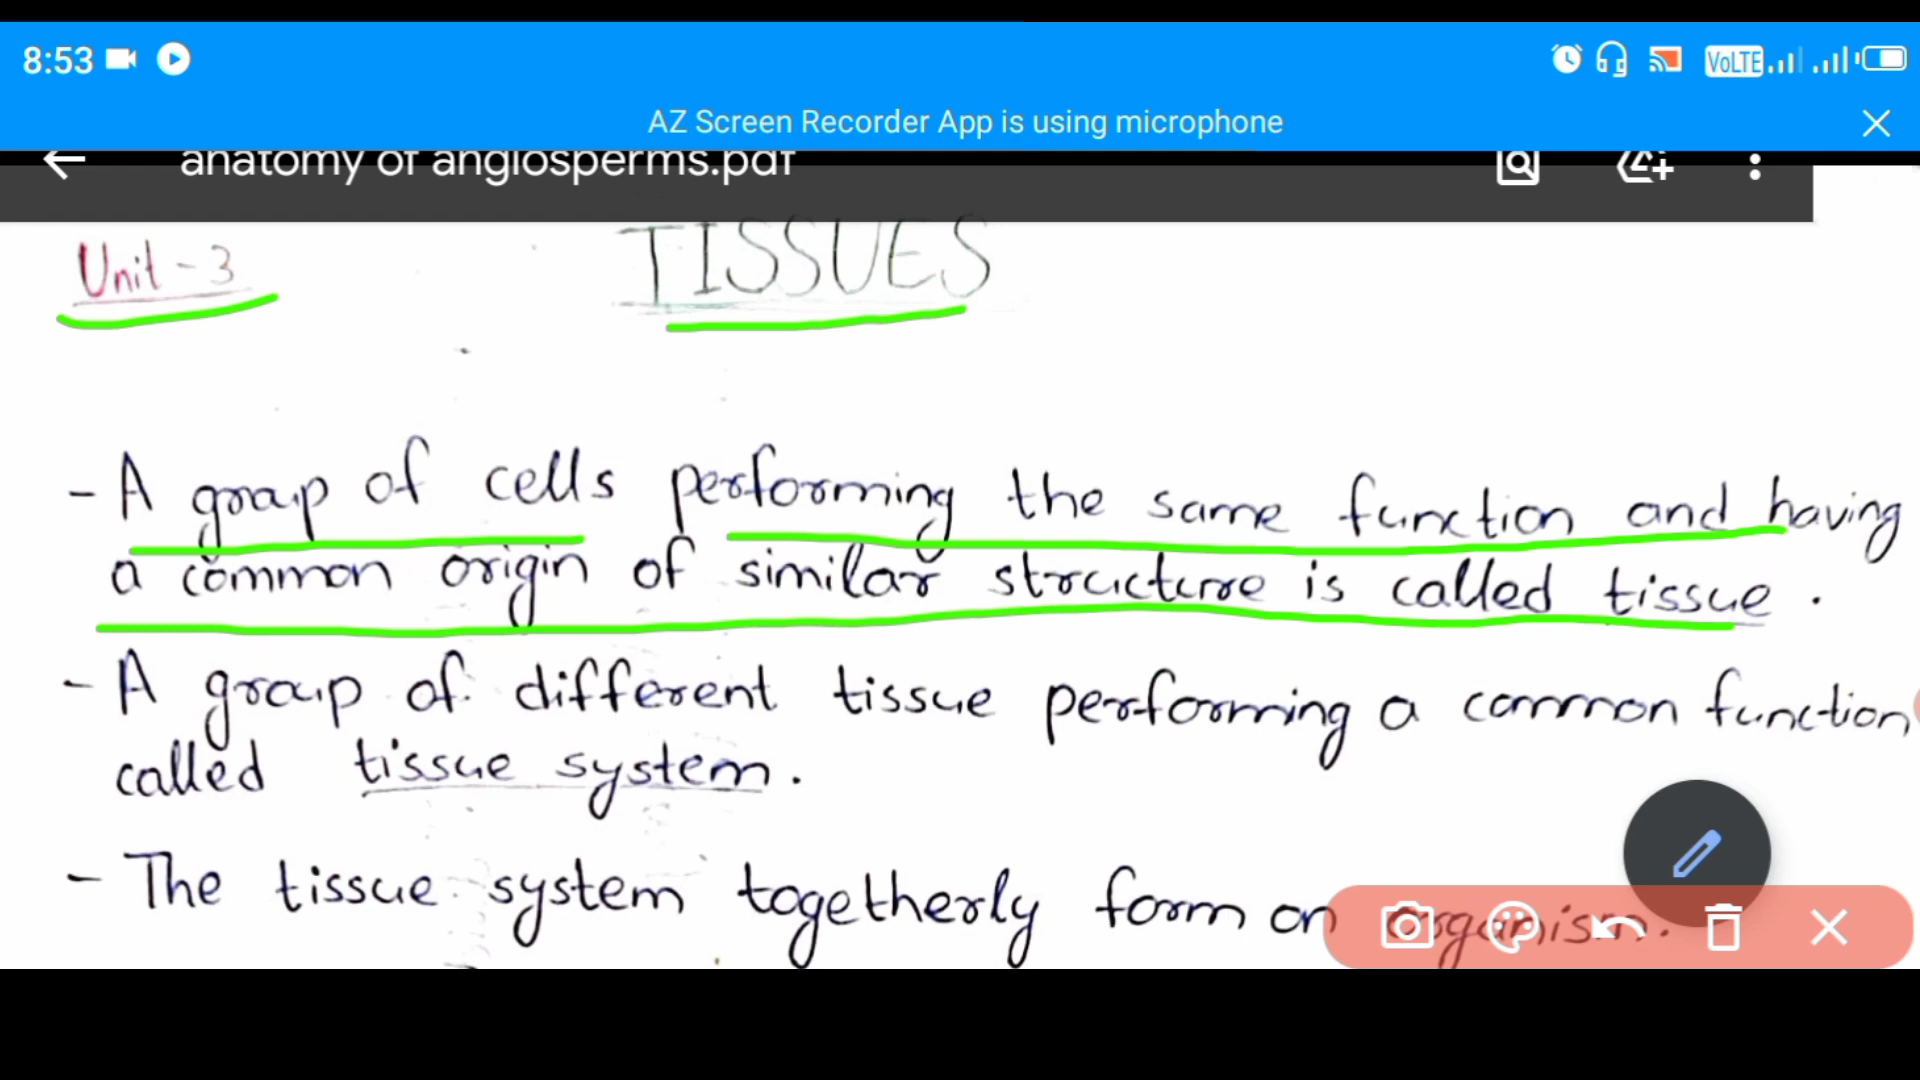 8:53
VoLTE
AZ Screen Recorder App is using microphone
anatomy of angiosperms.pdf
Unit - 3
TISSUES
- A group of cells performing the same function and having
a common origin of similar structure is called tissue.
- A group of different tissue performing a common function
called tissue system.
- The tissue system togetherly form an organism.